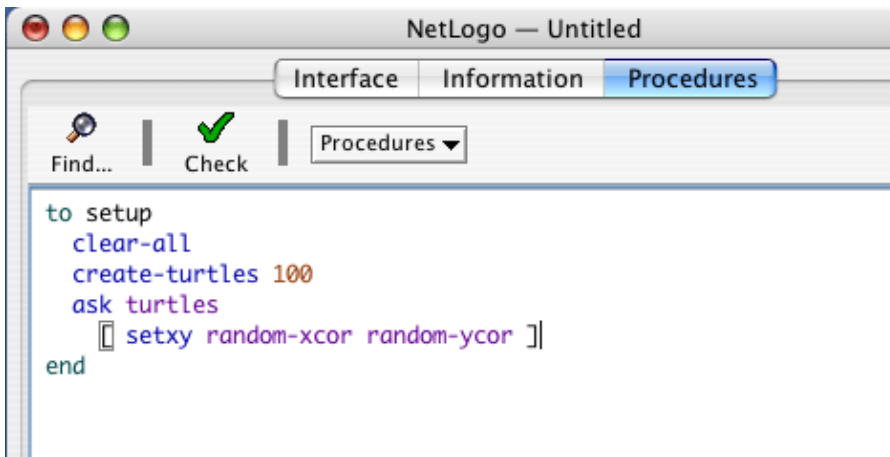 NetLogo — Untitled
Interface Information Procedures
Find... Check Procedures
to setup
  clear-all
  create-turtles 100
  ask turtles
    [ setxy random-xcor random-ycor ]
end